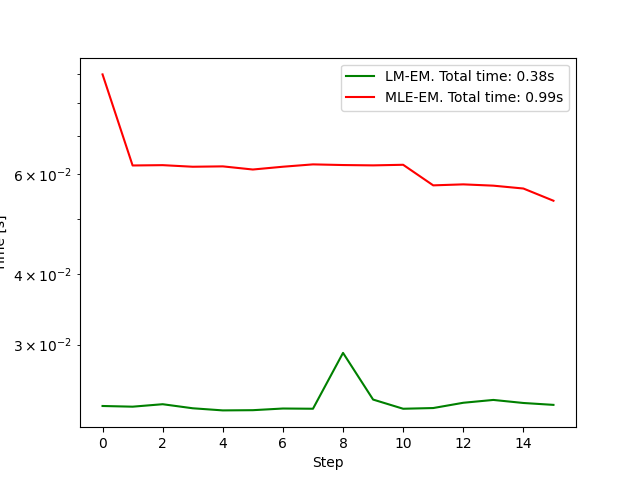 LM-EM. Total time: 0.38s
MLE-EM. Total time: 0.99s
6 × 10⁻²
4 × 10⁻²
3 × 10⁻²
Time [s]
0 2 4 6 8 10 12 14
Step